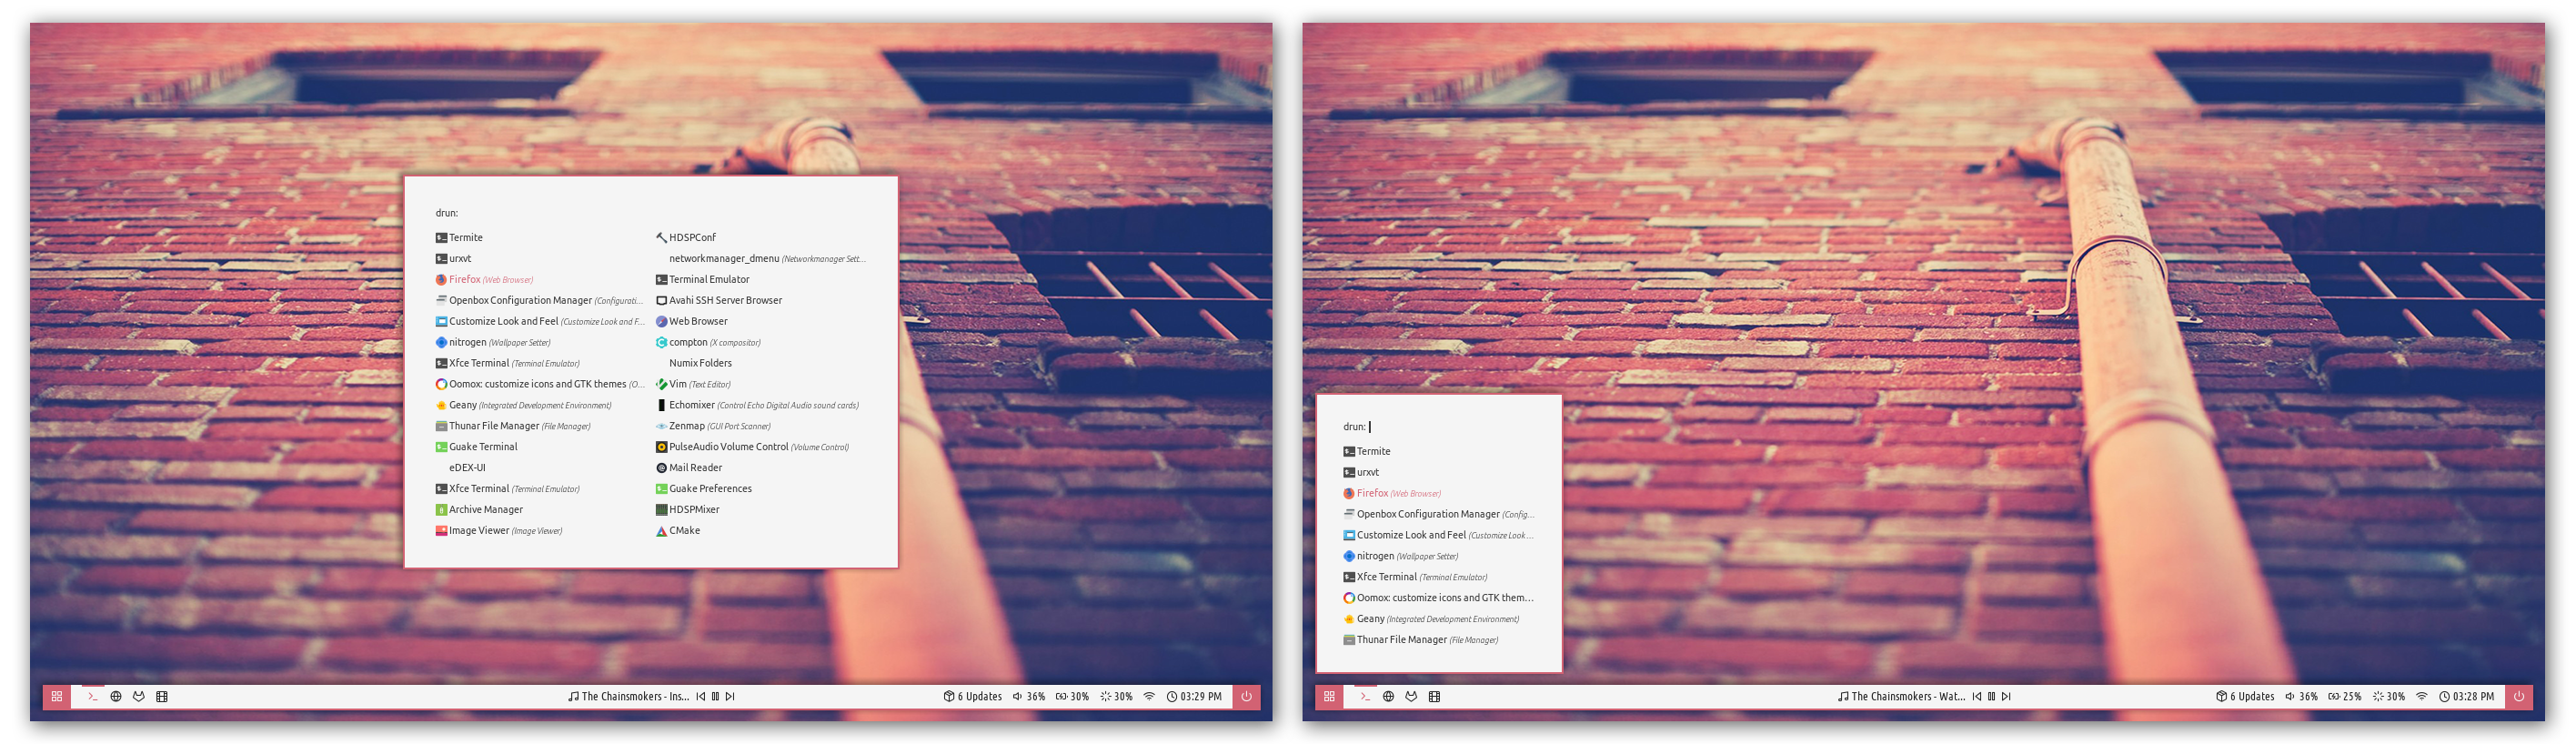 drun:
Termite
urxvt
Firefox (Web Browser)
Openbox Configuration Manager (Configurati...
Customize Look and Feel (Customize Look and F...
nitrogen (Wallpaper Setter)
Xfce Terminal (Terminal Emulator)
Oomox: customize icons and GTK themes (O...
Geany (Integrated Development Environment)
Thunar File Manager (File Manager)
Guake Terminal
eDEX-UI
Xfce Terminal (Terminal Emulator)
Archive Manager
Image Viewer (Image Viewer)
HDSPConf
networkmanager_dmenu (Networkmanager Sett...
Terminal Emulator
Avahi SSH Server Browser
Web Browser
compton (X compositor)
Numix Folders
Vim (Text Editor)
Echomixer (Control Echo Digital Audio sound cards)
Zenmap (GUI Port Scanner)
PulseAudio Volume Control (Volume Control)
Mail Reader
Guake Preferences
HDSPMixer
CMake
The Chainsmokers - Ins...
6 Updates 36% 30% 30% 03:29 PM
drun:
Termite
urxvt
Firefox (Web Browser)
Openbox Configuration Manager (Config...
Customize Look and Feel (Customize Look ...
nitrogen (Wallpaper Setter)
Xfce Terminal (Terminal Emulator)
Oomox: customize icons and GTK them...
Geany (Integrated Development Environment)
Thunar File Manager (File Manager)
The Chainsmokers - Wat...
6 Updates 36% 25% 30% 03:28 PM